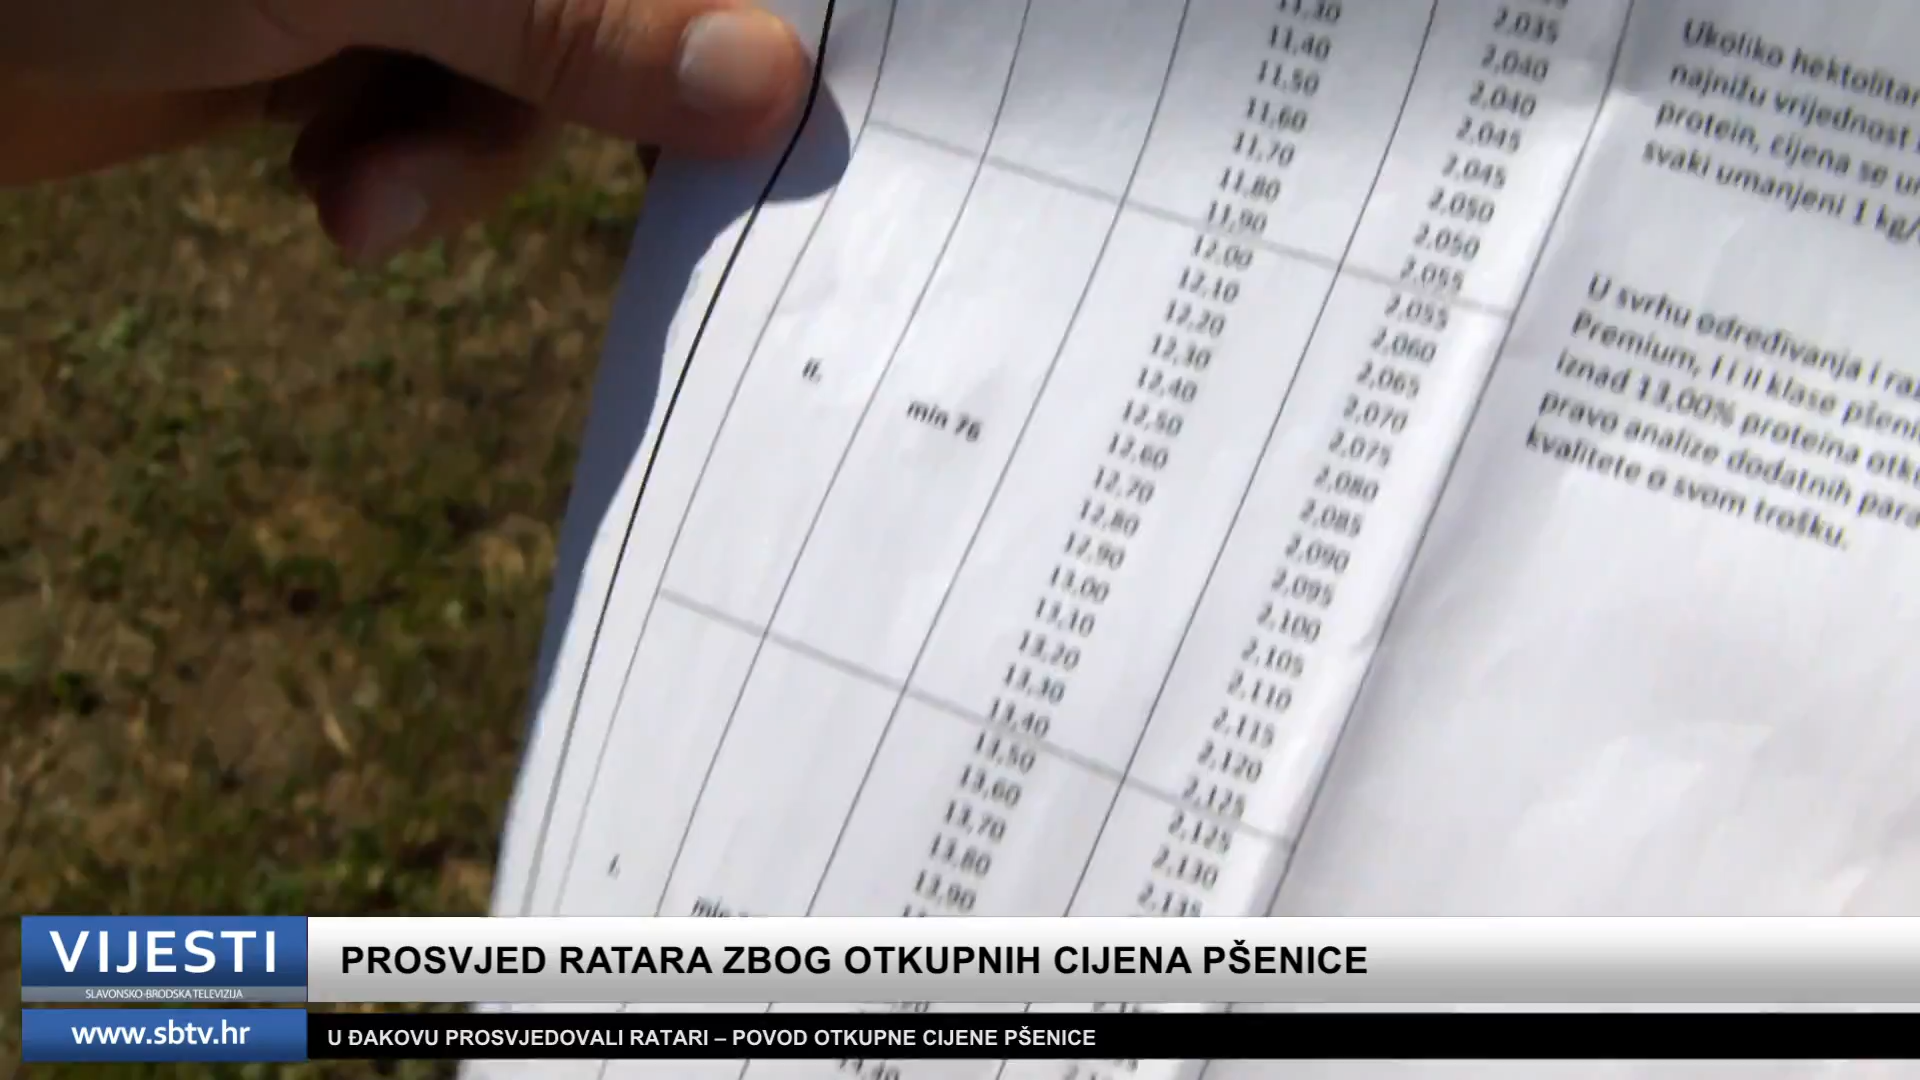 11,30 2,035
11,40 2,040
11,50 2,040
11,60 2,045
11,70 2,045
11,80 2,050
11,90 2,050
12,00 2,055
12,10 2,055
12,20 2,060
12,30 2,065
12,40 2,070
12,50 2,075
12,60 2,080
12,70 2,085
12,80 2,090
12,90 2,095
13,00 2,100
13,10 2,105
13,20 2,110
13,30 2,115
13,40 2,120
13,50 2,125
13,60 2,125
13,70 2,130
13,80 2,135
13,90
II.
min 76
I.
min
Ukoliko hektolitar
najnižu vrijednost
protein, cijena se
svaki umanjeni 1 kg/
U svrhu određivanja i
Premium, I i II klase
iznad 13,00% proteina
pravo analize dodatnih
kvalitete o svom trošku.
VIJESTI
SLAVONSKO-BRODSKA TELEVIZIJA
PROSVJED RATARA ZBOG OTKUPNIH CIJENA PŠENICE
www.sbtv.hr
U ĐAKOVU PROSVJEDOVALI RATARI – POVOD OTKUPNE CIJENE PŠENICE